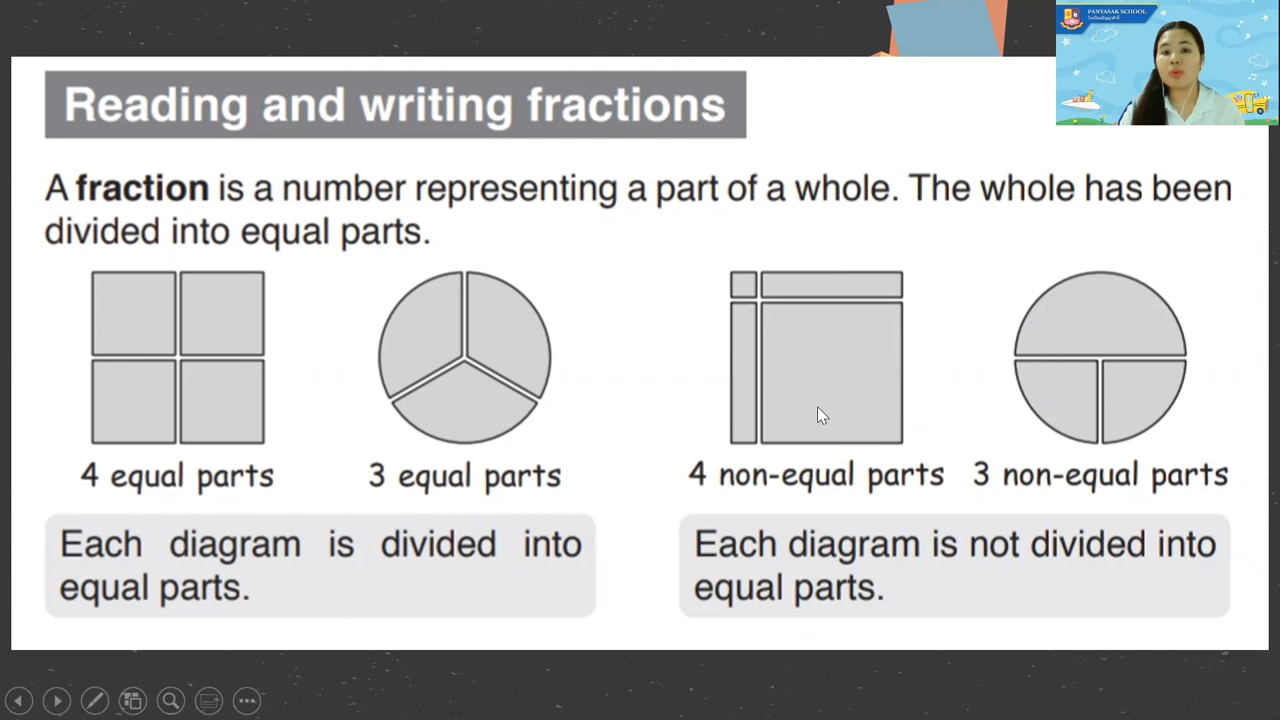 PANYASAK SCHOOL
Reading and writing fractions
A fraction is a number representing a part of a whole. The whole has been
divided into equal parts.
4 equal parts
3 equal parts
4 non-equal parts
3 non-equal parts
Each diagram is divided into
equal parts.
Each diagram is not divided into
equal parts.